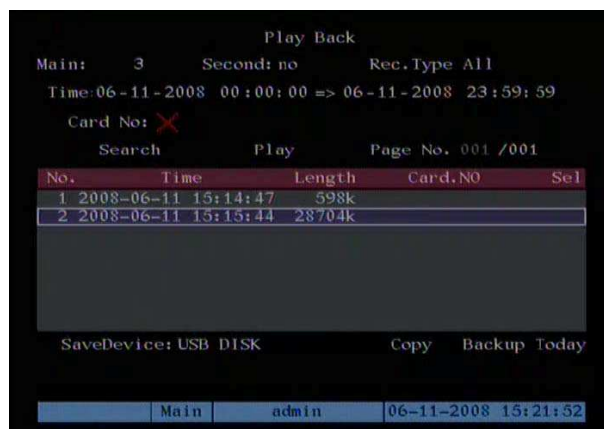 Play Back
Main: 3 Second: no Rec.Type All
Time:06-11-2008 00:00:00 => 06-11-2008 23:59:59
Card No:
Search Play Page No. 001 /001
No. Time Length Card.NO Sel
1 2008-06-11 15:14:47 598k
2 2008-06-11 15:15:44 28704k
SaveDevice: USB DISK Copy Backup Today
Main admin 06-11-2008 15:21:52